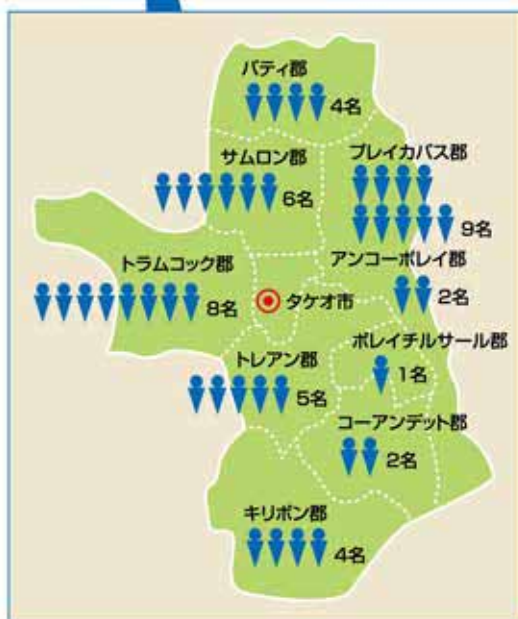 バティ郡
4名
サムロン郡
6名
プレイカバス郡
9名
アンコーボレイ郡
2名
トラムコック郡
8名
タケオ市
ボレイチルサール郡
1名
トレアン郡
5名
コーアンデット郡
2名
キリボン郡
4名